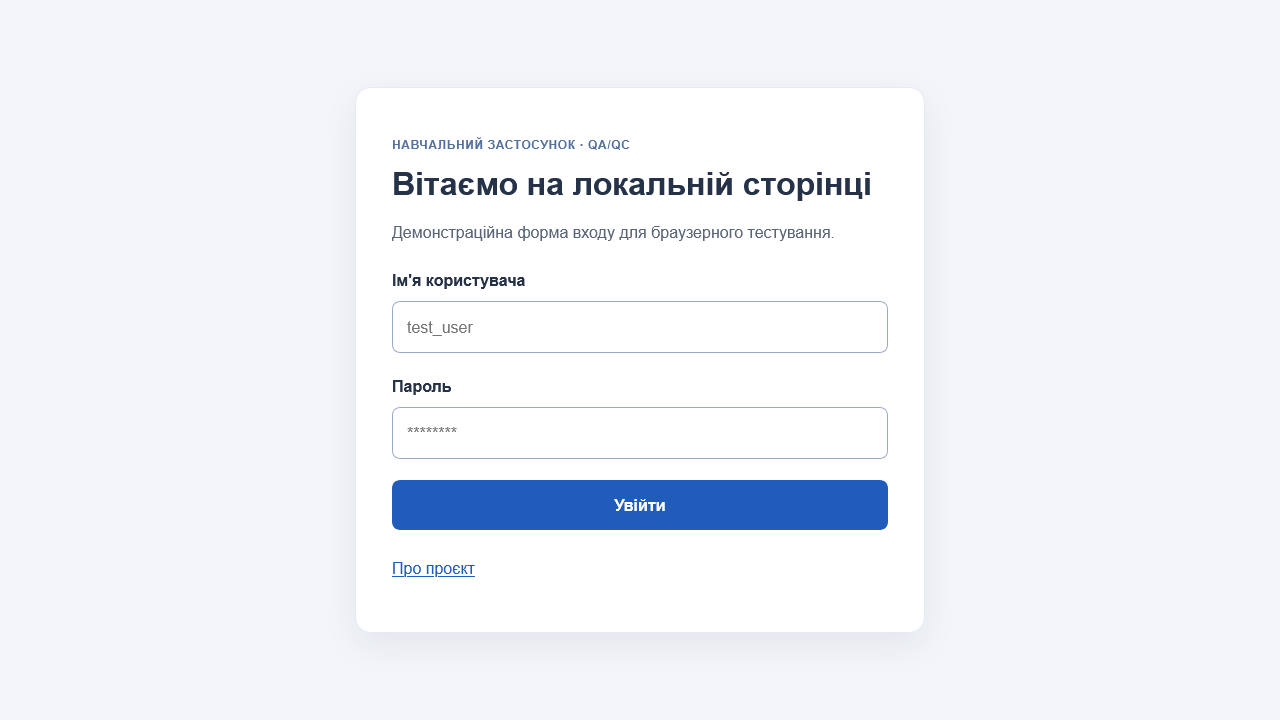 НАВЧАЛЬНИЙ ЗАСТОСУНОК · QA/QC
Вітаємо на локальній сторінці
Демонстраційна форма входу для браузерного тестування.
Ім'я користувача
test_user
Пароль
********
Увійти
Про проєкт